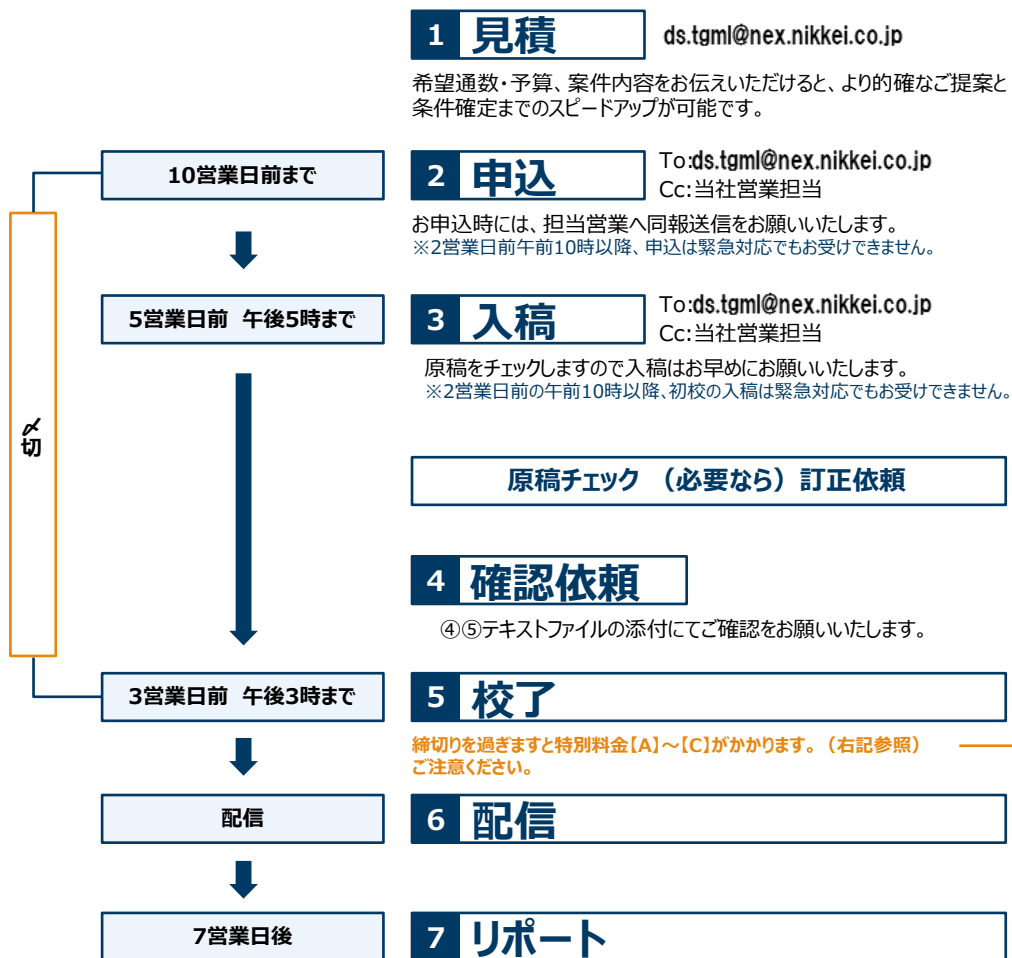 1 見積 ds.tgml@nex.nikkei.co.jp
希望通数・予算、案件内容をお伝えいただけると、より的確なご提案と
条件確定までのスピードアップが可能です。
10営業日前まで
2 申込
To:ds.tgml@nex.nikkei.co.jp
Cc:当社営業担当
お申込時には、担当営業へ同報送信をお願いいたします。
※2営業日前午前10時以降、申込は緊急対応でもお受けできません。
5営業日前 午後5時まで
3 入稿
To:ds.tgml@nex.nikkei.co.jp
Cc:当社営業担当
原稿をチェックしますので入稿はお早めにお願いいたします。
※2営業日前の午前10時以降、初校の入稿は緊急対応でもお受けできません。
〆切
原稿チェック （必要なら）訂正依頼
4 確認依頼
④⑤テキストファイルの添付にてご確認をお願いいたします。
3営業日前 午後3時まで
5 校了
締切りを過ぎますと特別料金【A】～【C】がかかります。（右記参照）
ご注意ください。
配信
6 配信
7営業日後
7 リポート